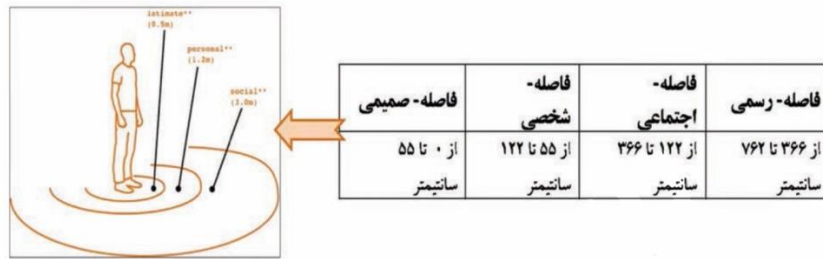 intimate**
(0.5m)
personal**
(1.2m)
social**
(3.0m)
فاصله- رسمی
فاصله-
اجتماعی
فاصله-
شخصی
فاصله- صمیمی
از ۳۶۶ تا ۷۶۲
سانتیمتر
از ۱۲۲ تا ۳۶۶
سانتیمتر
از ۵۵ تا ۱۲۲
سانتیمتر
از ۰ تا ۵۵
سانتیمتر